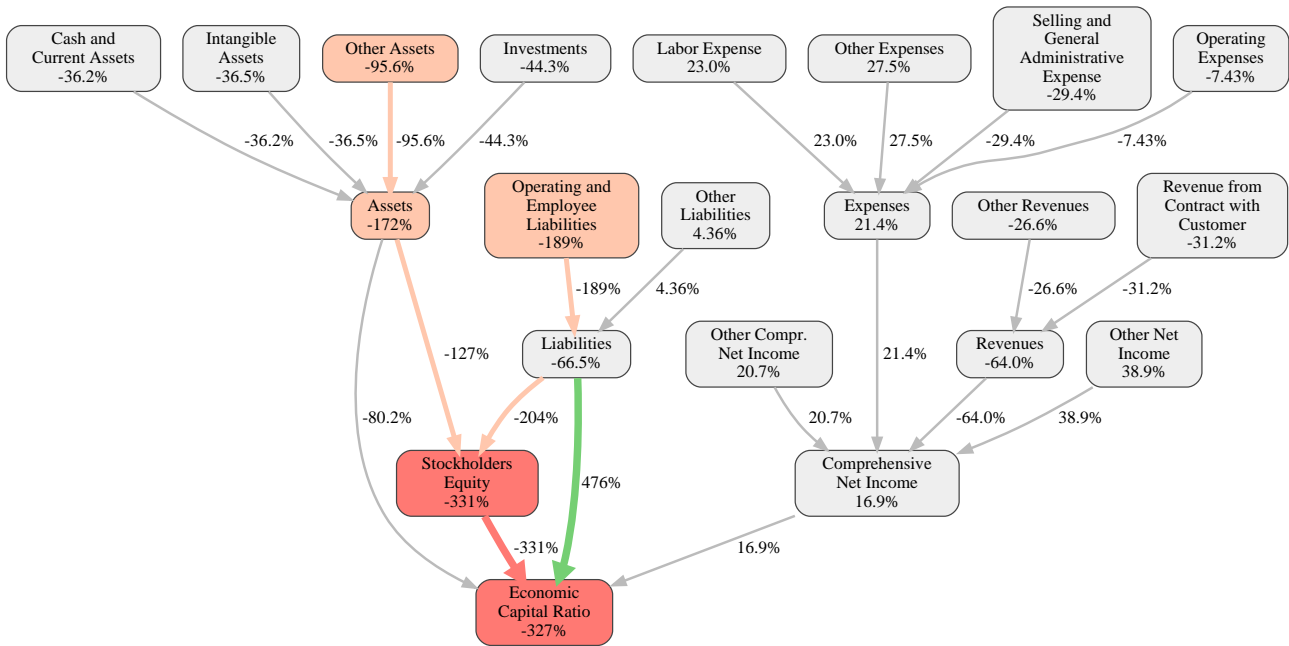 Cash and
Current Assets
-36.2%
Intangible
Assets
-36.5%
Other Assets
-95.6%
Investments
-44.3%
Labor Expense
23.0%
Other Expenses
27.5%
Selling and
General
Administrative
Expense
-29.4%
Operating
Expenses
-7.43%
-36.2%
-36.5%
-95.6%
-44.3%
23.0%
27.5%
-29.4%
-7.43%
Assets
-172%
Operating and
Employee
Liabilities
-189%
Other
Liabilities
4.36%
Expenses
21.4%
Other Revenues
-26.6%
Revenue from
Contract with
Customer
-31.2%
-189%
4.36%
-26.6%
-31.2%
-127%
Liabilities
-66.5%
Other Compr.
Net Income
20.7%
21.4%
Revenues
-64.0%
Other Net
Income
38.9%
-80.2%
-204%
20.7%
-64.0%
38.9%
Stockholders
Equity
-331%
476%
Comprehensive
Net Income
16.9%
-331%
16.9%
Economic
Capital Ratio
-327%